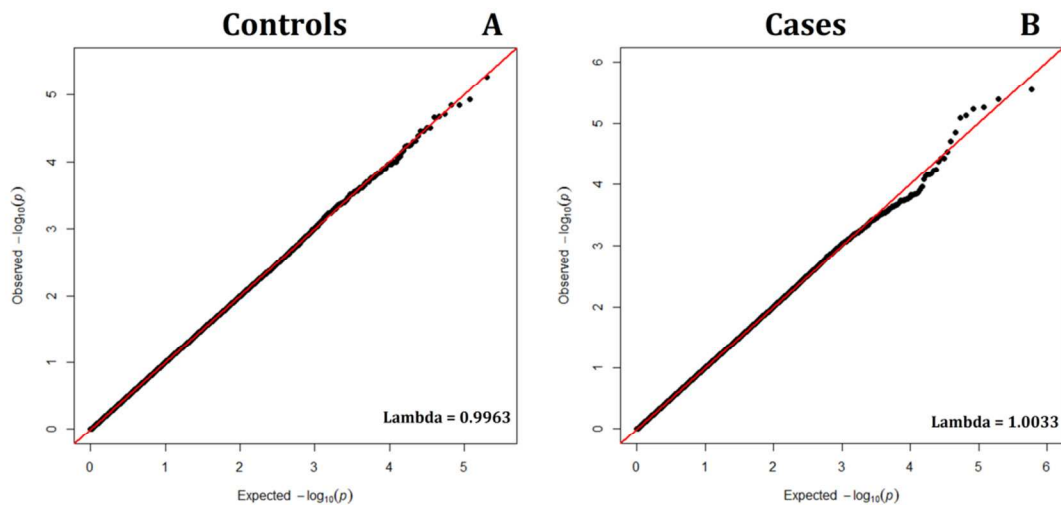 Controls A
Observed −log₁₀(p)
5
4
3
2
1
0
Lambda = 0.9963
0 1 2 3 4 5
Expected −log₁₀(p)
Cases B
Observed −log₁₀(p)
6
5
4
3
2
1
0
Lambda = 1.0033
0 1 2 3 4 5 6
Expected −log₁₀(p)